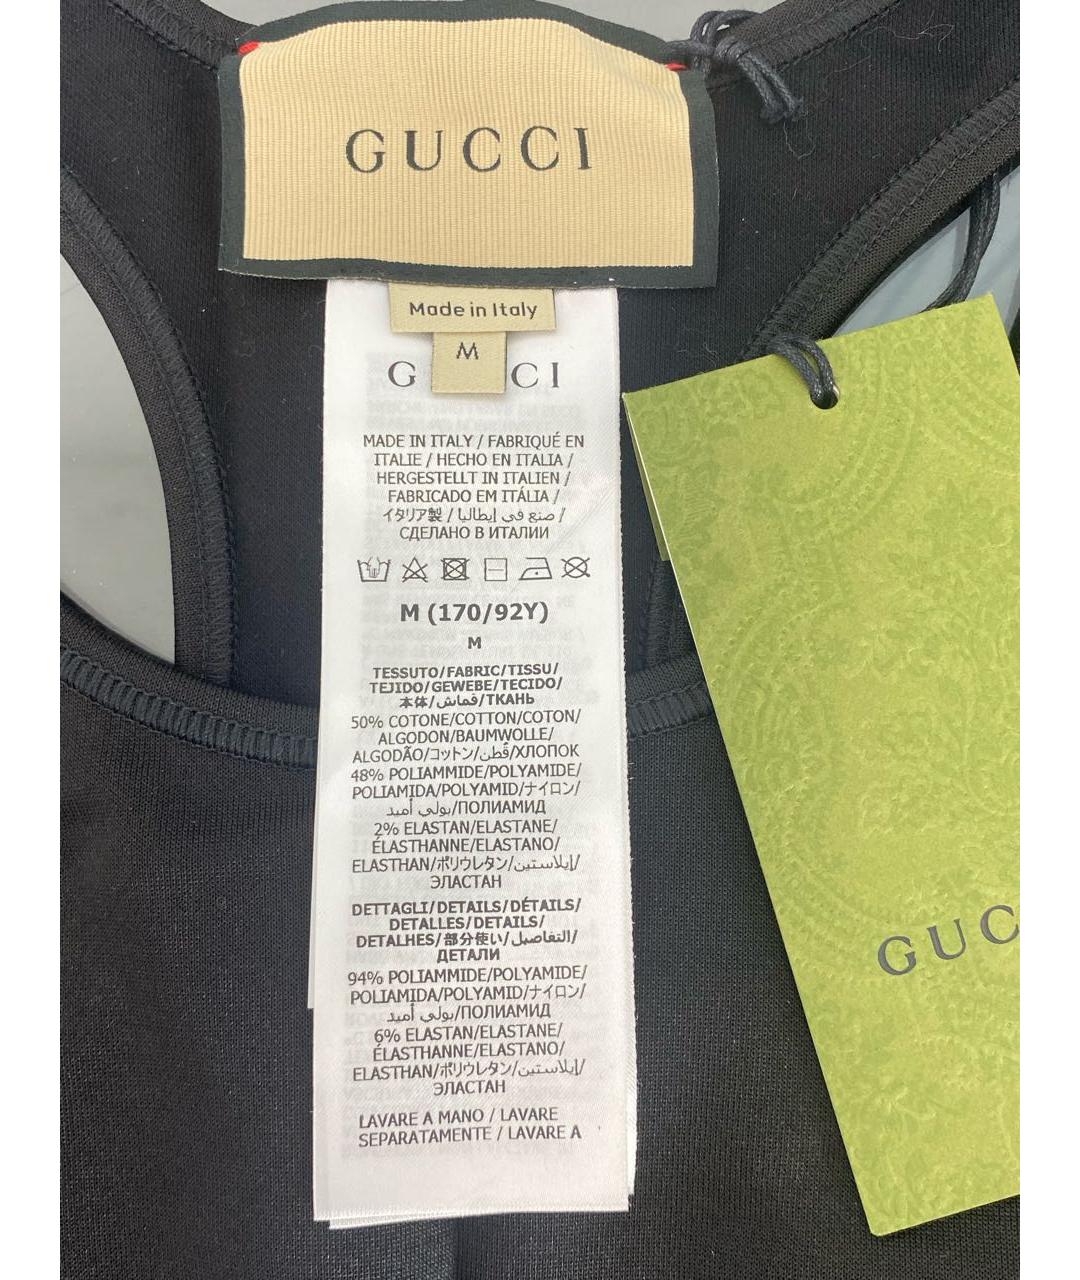 GUCCI
Made in Italy
M
G CI
MADE IN ITALY / FABRIQUÉ EN
ITALIE / HECHO EN ITALIA /
HERGESTELLT IN ITALIEN /
FABRICADO EM ITÁLIA /
イタリア製 / صنع في إيطاليا /
СДЕЛАНО В ИТАЛИИ
M (170/92Y)
M
TESSUTO/FABRIC/TISSU/
TEJIDO/GEWEBE/TECIDO/
本体/قماش/ТКАНЬ
50% COTONE/COTTON/COTON/
ALGODON/BAUMWOLLE/
ALGODÃO/コットン/قطن/ХЛОПОК
48% POLIAMMIDE/POLYAMIDE/
POLIAMIDA/POLYAMID/ナイロン/
بولي أميد/ПОЛИАМИД
2% ELASTAN/ELASTANE/
ÉLASTHANNE/ELASTANO/
ELASTHAN/ポリウレタン/إيلاستين/
ЭЛАСТАН
DETTAGLI/DETAILS/DÉTAILS/
DETALLES/DETAILS/
DETALHES/部分使い/التفاصيل/
ДЕТАЛИ
94% POLIAMMIDE/POLYAMIDE/
POLIAMIDA/POLYAMID/ナイロン/
بولي أميد/ПОЛИАМИД
6% ELASTAN/ELASTANE/
ÉLASTHANNE/ELASTANO/
ELASTHAN/ポリウレタン/إيلاستين/
ЭЛАСТАН
LAVARE A MANO / LAVARE
SEPARATAMENTE / LAVARE A
GUC